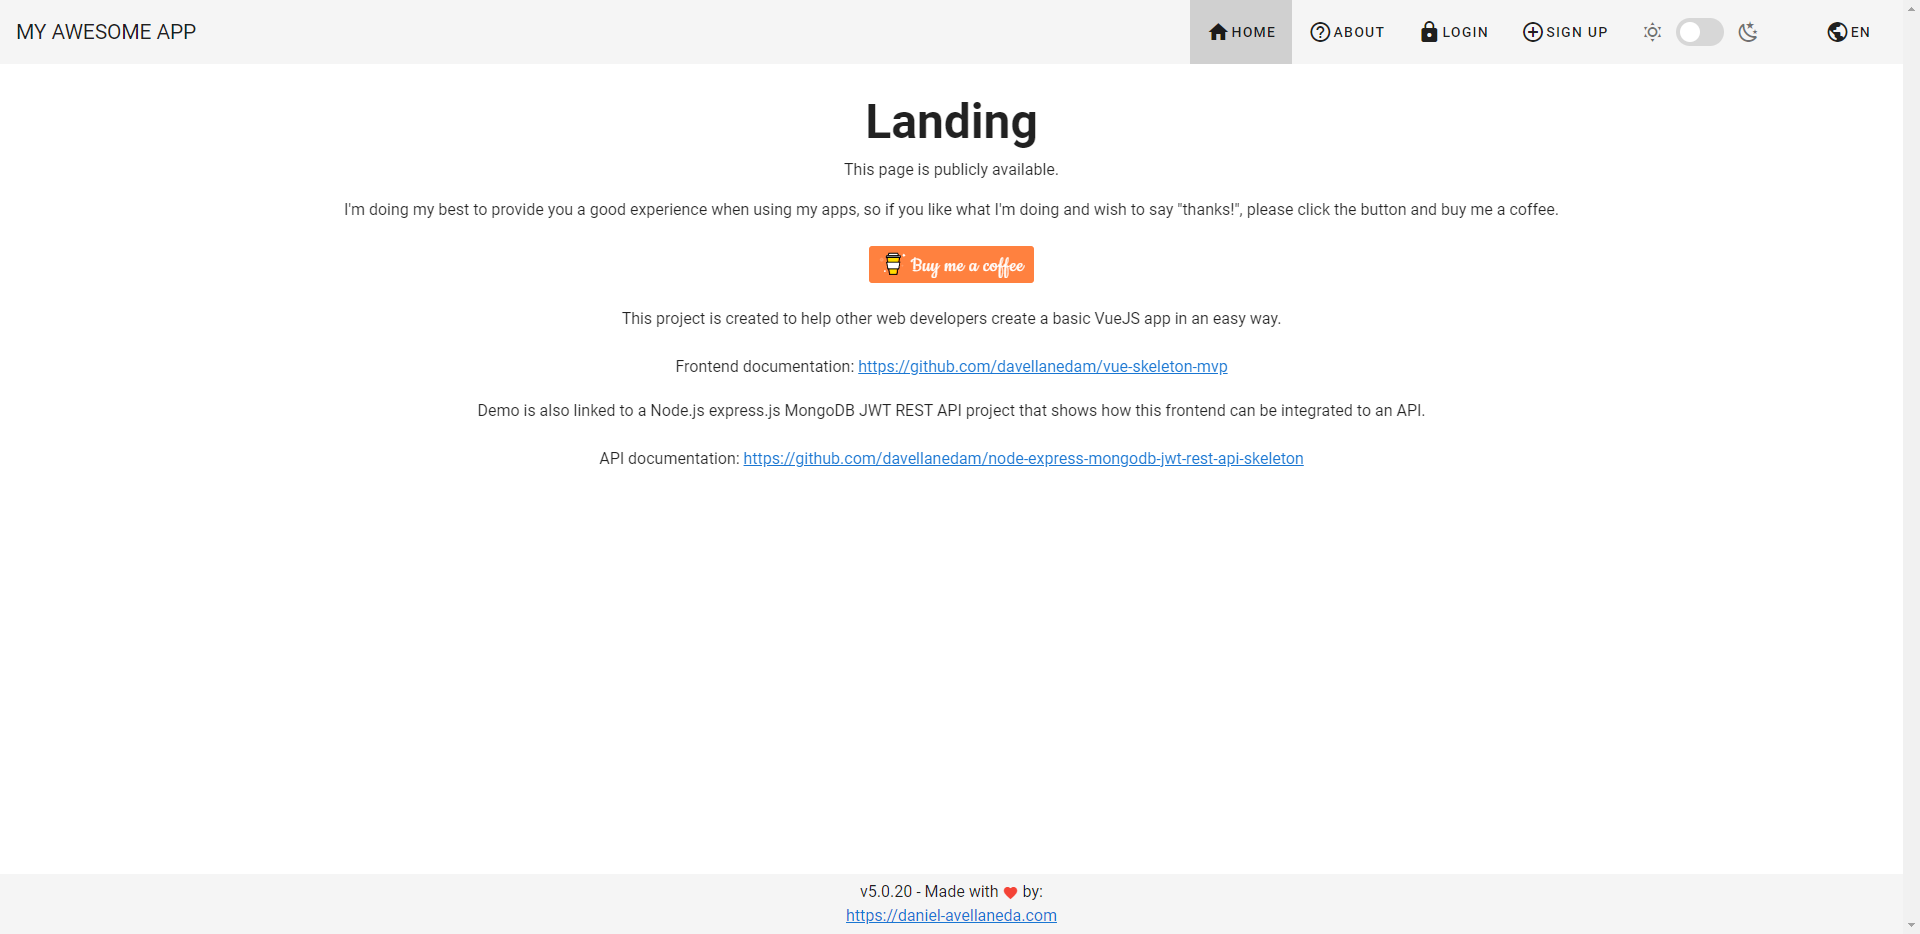 MY AWESOME APP
HOME
ABOUT
LOGIN
SIGN UP
EN
Landing
This page is publicly available.
I'm doing my best to provide you a good experience when using my apps, so if you like what I'm doing and wish to say "thanks!", please click the button and buy me a coffee.
Buy me a coffee
This project is created to help other web developers create a basic VueJS app in an easy way.
Frontend documentation: https://github.com/davellanedam/vue-skeleton-mvp
Demo is also linked to a Node.js express.js MongoDB JWT REST API project that shows how this frontend can be integrated to an API.
API documentation: https://github.com/davellanedam/node-express-mongodb-jwt-rest-api-skeleton
v5.0.20 - Made with ❤ by:
https://daniel-avellaneda.com